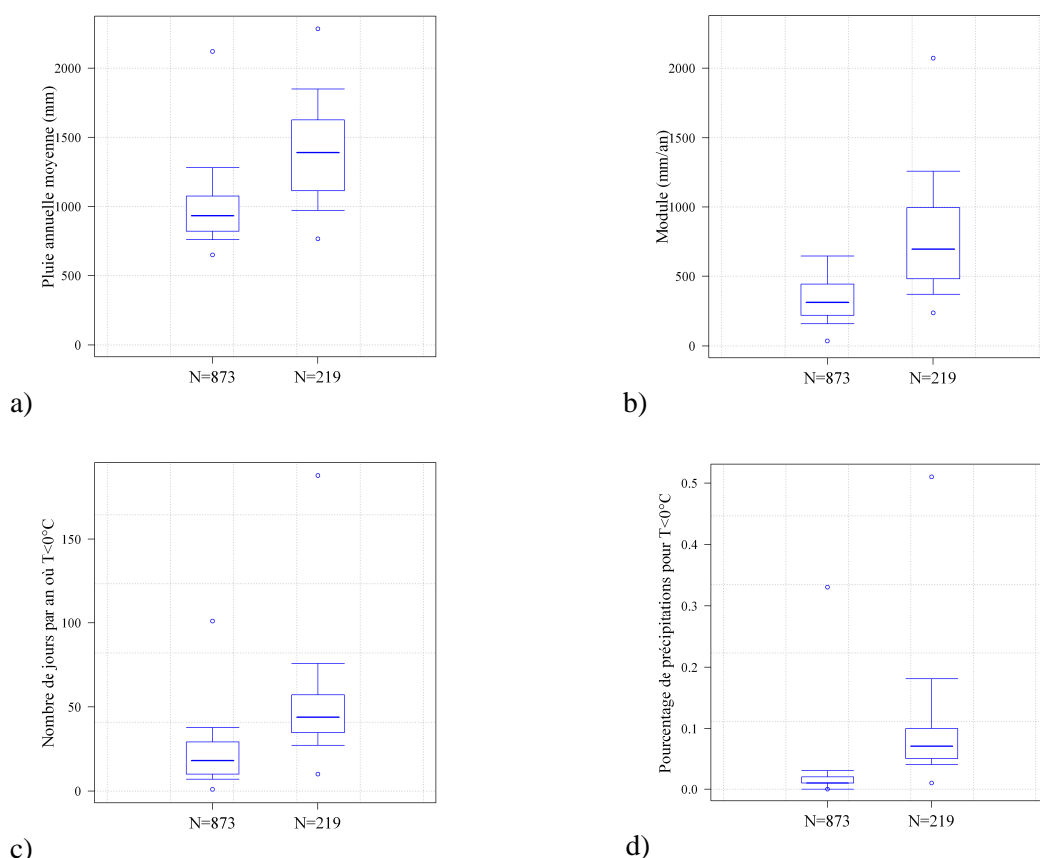 Pluie annuelle moyenne (mm)
2000
1500
1000
500
0
N=873 N=219
a)
Module (mm/an)
2000
1500
1000
500
0
N=873 N=219
b)
Nombre de jours par an où T<0°C
150
100
50
0
N=873 N=219
c)
Pourcentage de précipitations pour T<0°C
0.5
0.4
0.3
0.2
0.1
0.0
N=873 N=219
d)